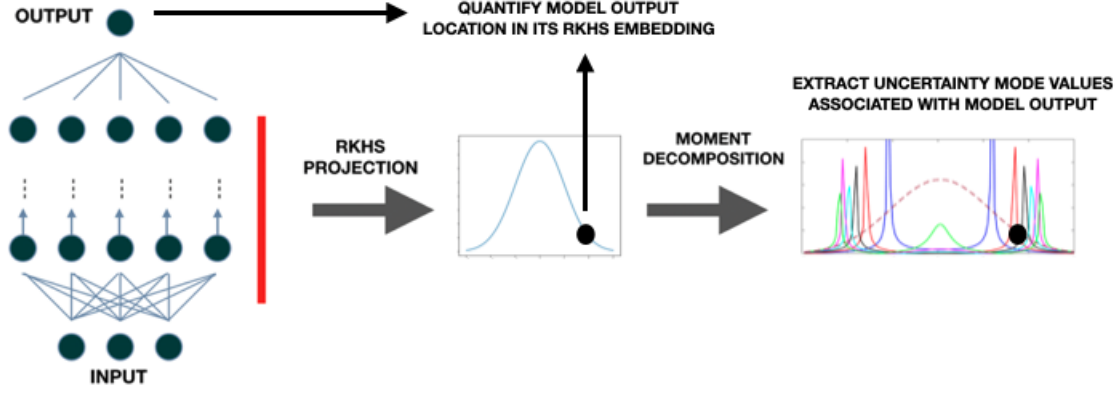 OUTPUT
QUANTIFY MODEL OUTPUT
LOCATION IN ITS RKHS EMBEDDING
EXTRACT UNCERTAINTY MODE VALUES
ASSOCIATED WITH MODEL OUTPUT
RKHS
PROJECTION
MOMENT
DECOMPOSITION
INPUT